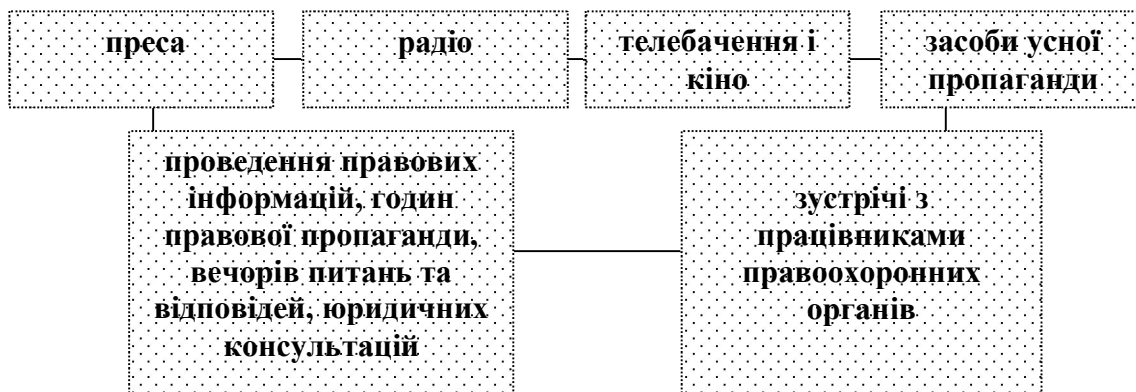 преса
радіо
телебачення і
кіно
засоби усної
пропаганди
проведення правових
інформацій, годин
правової пропаганди,
вечорів питань та
відповідей, юридичних
консультацій
зустрічі з
працівниками
правоохоронних
органів